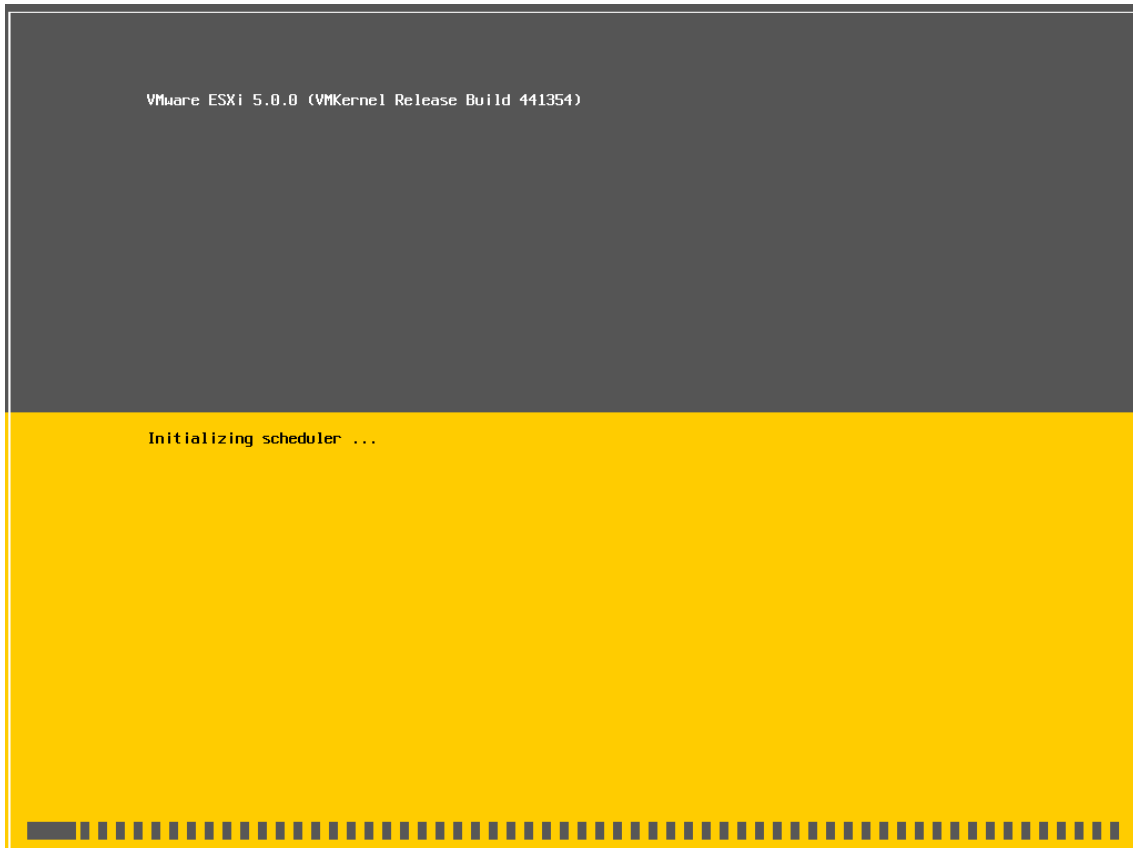 VMware ESXi 5.0.0 (VMKernel Release Build 441354)
Initializing scheduler ...